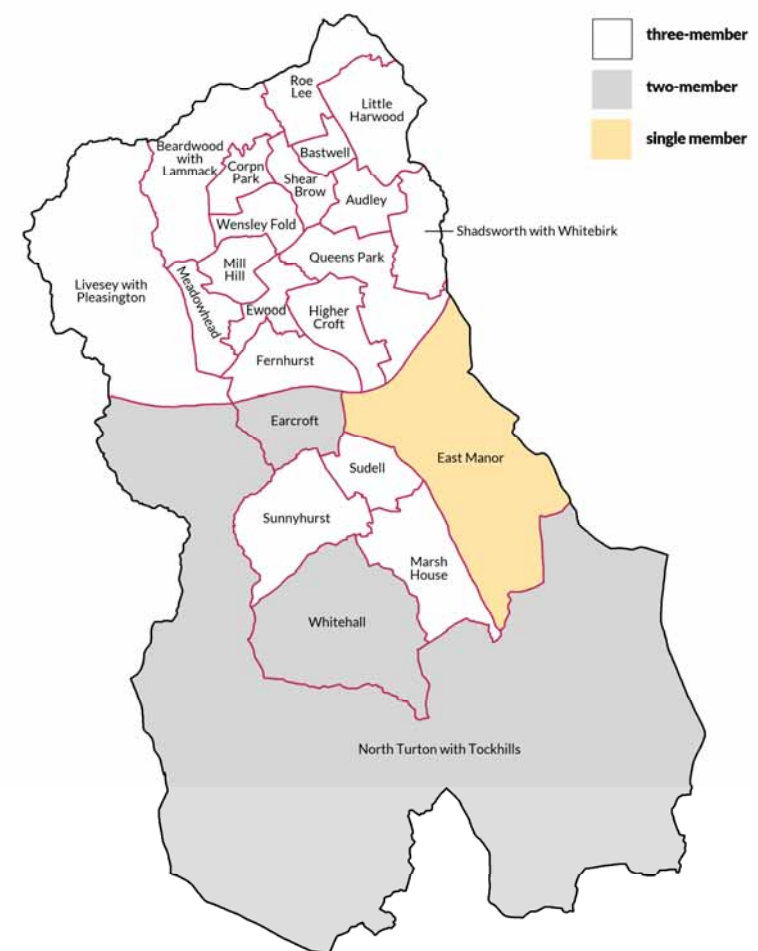 three-member
two-member
single member
Roe
Lee
Little
Harwood
Beardwood
with
Lammack
Bastwell
Corpn
Park
Shear
Brow
Audley
Wensley Fold
Shadsworth with Whitebirk
Queens Park
Mill
Hill
Livesey with
Pleasington
Meadowhead
Ewood
Higher
Croft
Fernhurst
Earcroft
East Manor
Sudell
Sunnyhurst
Marsh
House
Whitehall
North Turton with Tockhills